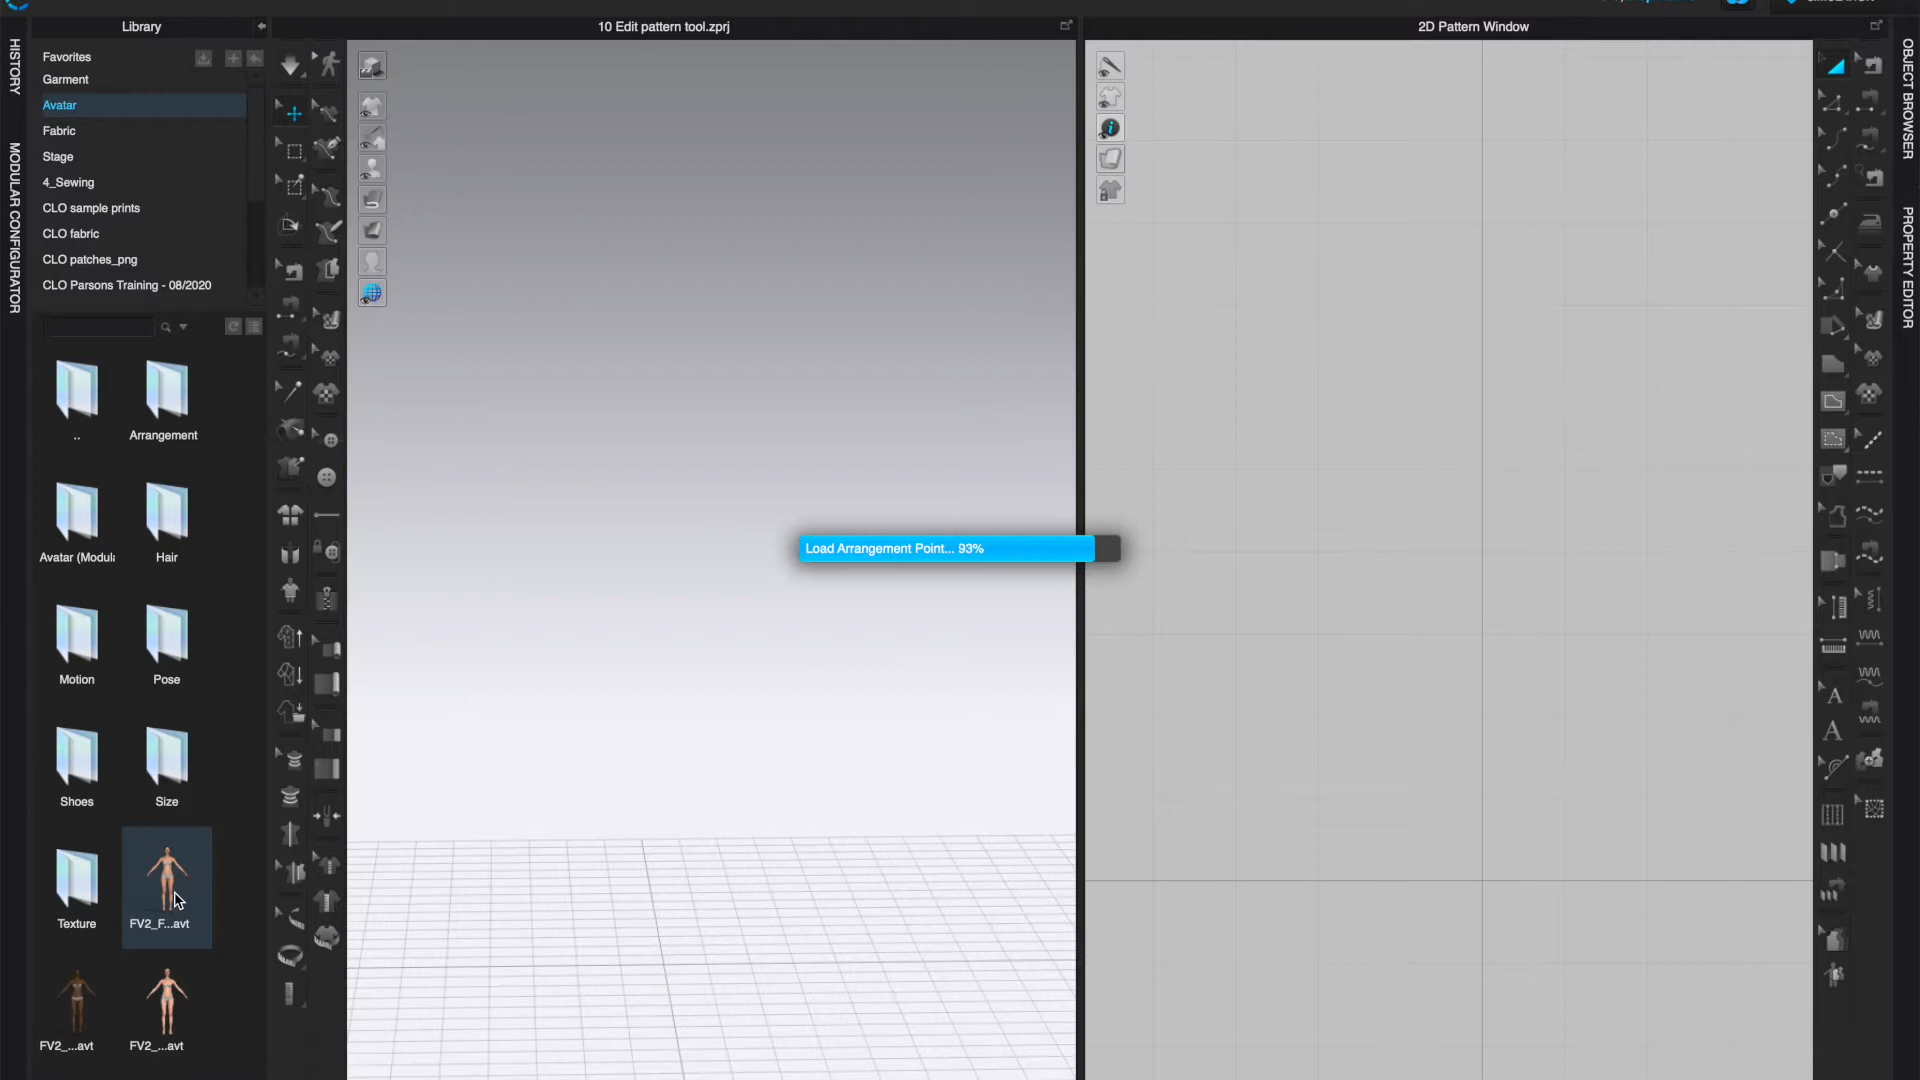 Library
10 Edit pattern tool.zprj
2D Pattern Window
HISTORY
MODULAR CONFIGURATOR
Favorites
Garment
Avatar
Fabric
Stage
4_Sewing
CLO sample prints
CLO fabric
CLO patches_png
CLO Parsons Training - 08/2020
..
Arrangement
Avatar (Modula
Hair
Motion
Pose
Shoes
Size
Texture
FV2_F...avt
FV2_...avt
FV2_...avt
Load Arrangement Point... 93%
OBJECT BROWSER
PROPERTY EDITOR
A
A